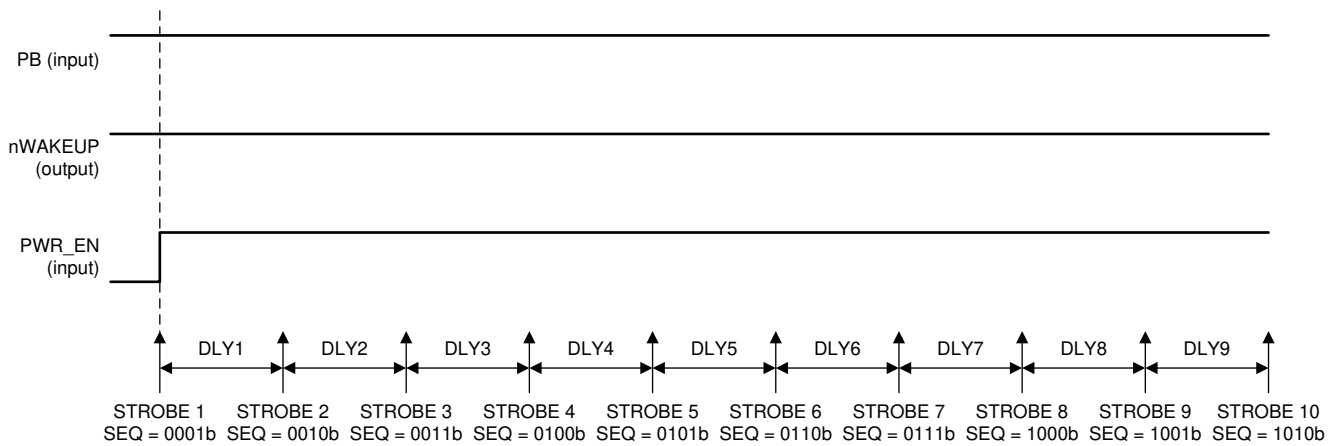 PB (input)
nWAKEUP
(output)
PWR_EN
(input)
DLY1 DLY2 DLY3 DLY4 DLY5 DLY6 DLY7 DLY8 DLY9
STROBE 1 STROBE 2 STROBE 3 STROBE 4 STROBE 5 STROBE 6 STROBE 7 STROBE 8 STROBE 9 STROBE 10
SEQ = 0001b SEQ = 0010b SEQ = 0011b SEQ = 0100b SEQ = 0101b SEQ = 0110b SEQ = 0111b SEQ = 1000b SEQ = 1001b SEQ = 1010b